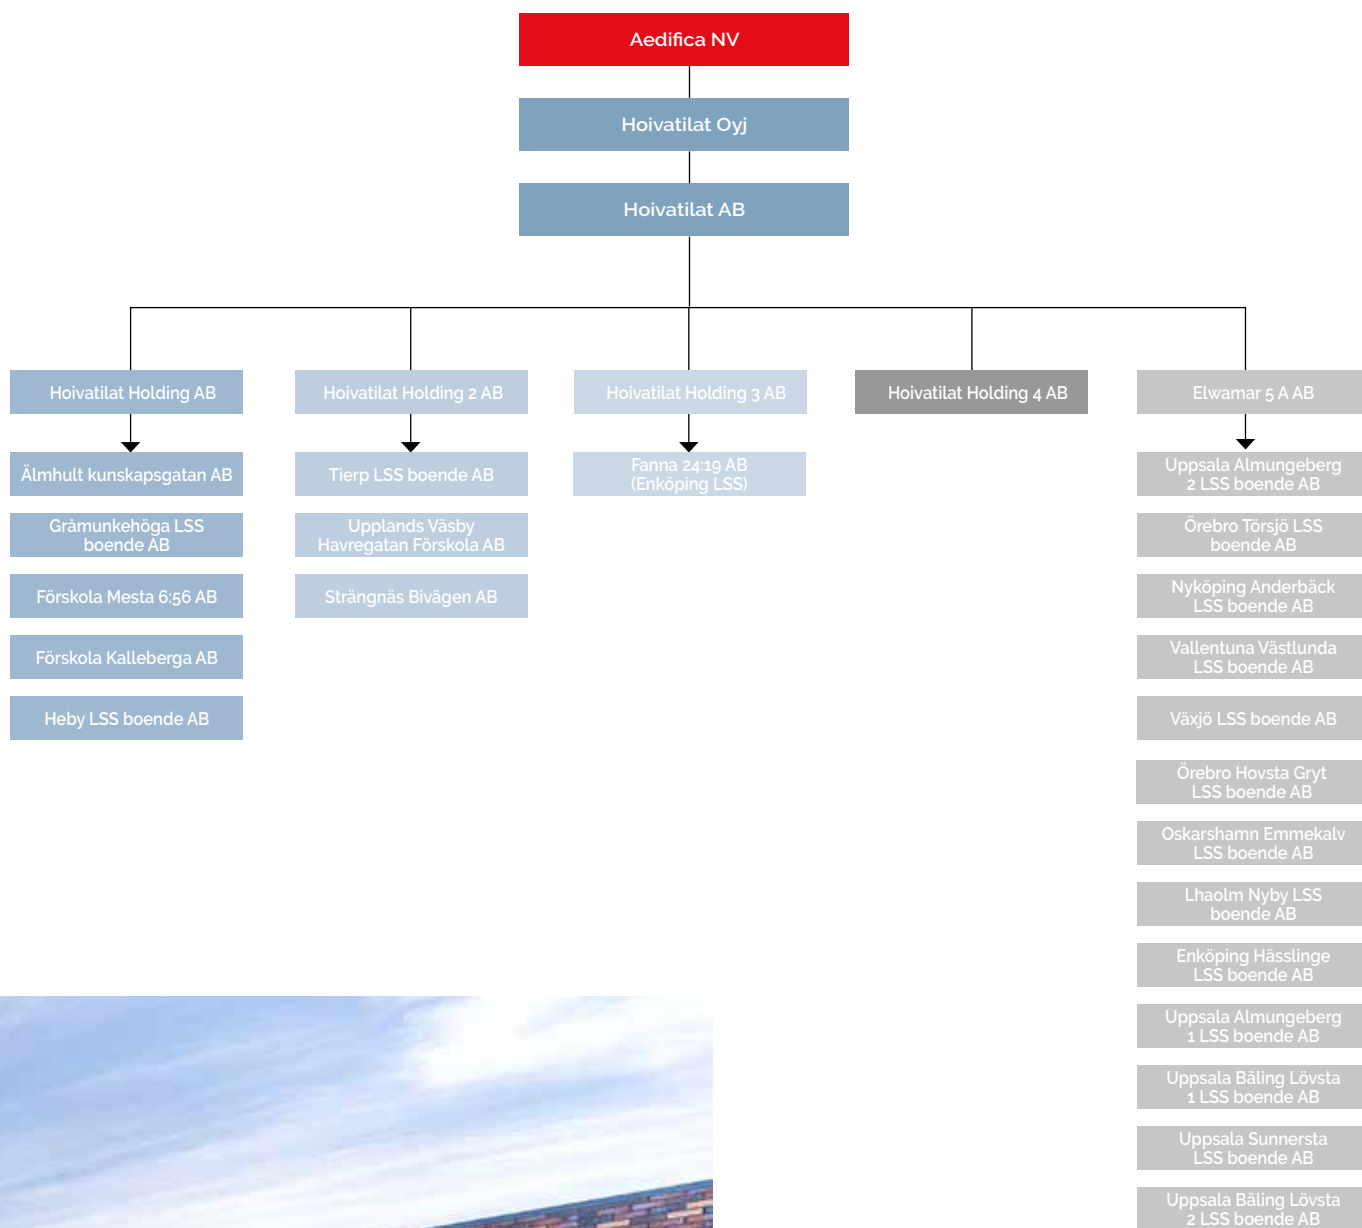 Aedifica NV
Hoivatilat Oyj
Hoivatilat AB
Hoivatilat Holding AB
Älmhult kunskapsgatan AB
Gråmunkehöga LSS
boende AB
Förskola Mesta 6:56 AB
Förskola Kalleberga AB
Heby LSS boende AB
Hoivatilat Holding 2 AB
Tierp LSS boende AB
Upplands Väsby
Havregatan Förskola AB
Strängnäs Bivägen AB
Hoivatilat Holding 3 AB
Fanna 24:19 AB
(Enköping LSS)
Hoivatilat Holding 4 AB
Elwamar 5 A AB
Uppsala Almungeberg
2 LSS boende AB
Örebro Törsjö LSS
boende AB
Nyköping Anderbäck
LSS boende AB
Vallentuna Västlunda
LSS boende AB
Växjö LSS boende AB
Örebro Hovsta Gryt
LSS boende AB
Oskarshamn Emmekalv
LSS boende AB
Lhaolm Nyby LSS
boende AB
Enköping Hässlinge
LSS boende AB
Uppsala Almungeberg
1 LSS boende AB
Uppsala Bäling Lövsta
1 LSS boende AB
Uppsala Sunnersta
LSS boende AB
Uppsala Bäling Lövsta
2 LSS boende AB